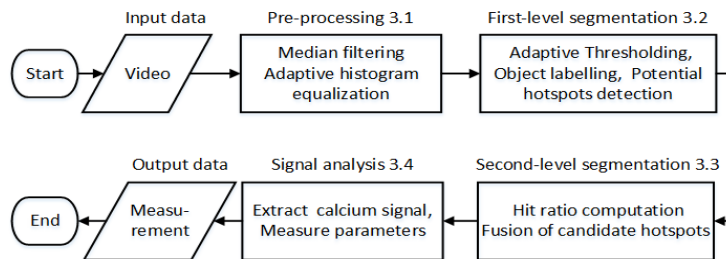 Input data
Pre-processing 3.1
First-level segmentation 3.2
Start
Video
Median filtering
Adaptive histogram
equalization
Adaptive Thresholding,
Object labelling, Potential
hotspots detection
Output data
Signal analysis 3.4
Second-level segmentation 3.3
End
Measu-
rement
Extract calcium signal,
Measure parameters
Hit ratio computation
Fusion of candidate hotspots